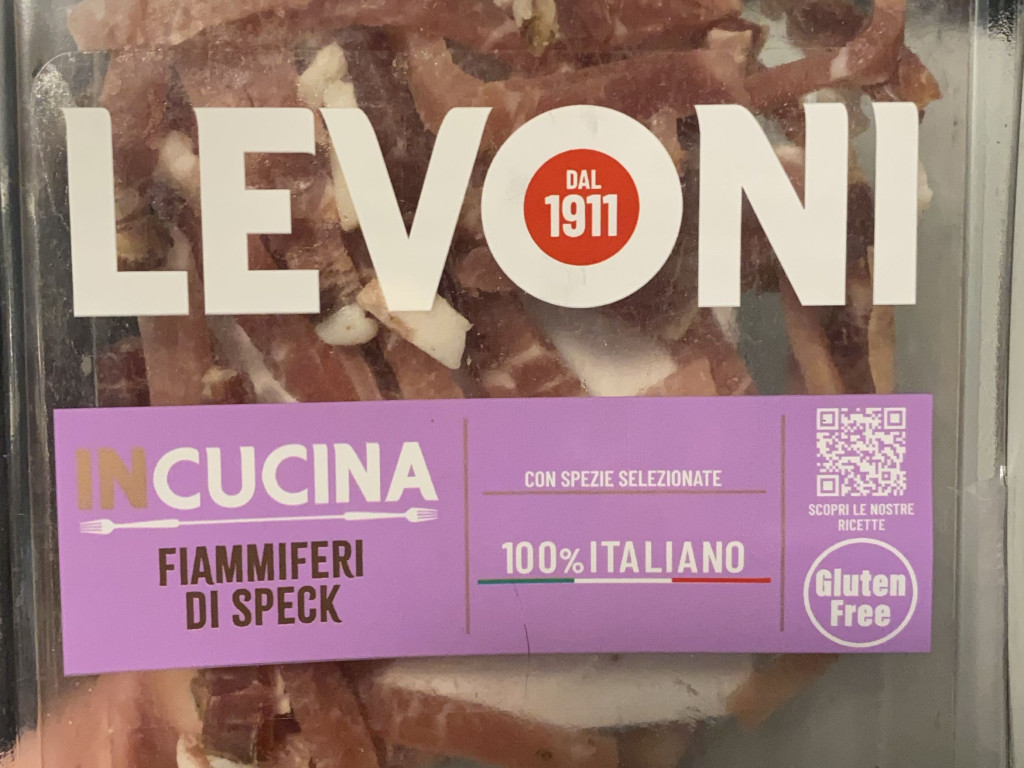 LEVONI
DAL
1911
INCUCINA
FIAMMIFERI
DI SPECK
CON SPEZIE SELEZIONATE
100% ITALIANO
SCOPRI LE NOSTRE
RICETTE
Gluten
Free